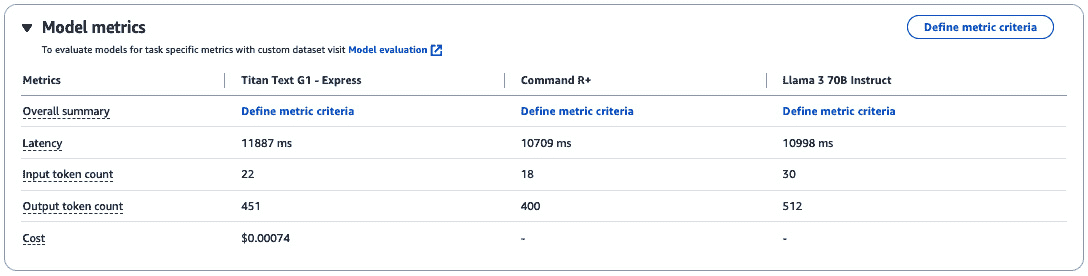 Model metrics
Define metric criteria
To evaluate models for task specific metrics with custom dataset visit Model evaluation
Metrics Titan Text G1 - Express Command R+ Llama 3 70B Instruct
Overall summary Define metric criteria Define metric criteria Define metric criteria
Latency 11887 ms 10709 ms 10998 ms
Input token count 22 18 30
Output token count 451 400 512
Cost $0.00074 - -